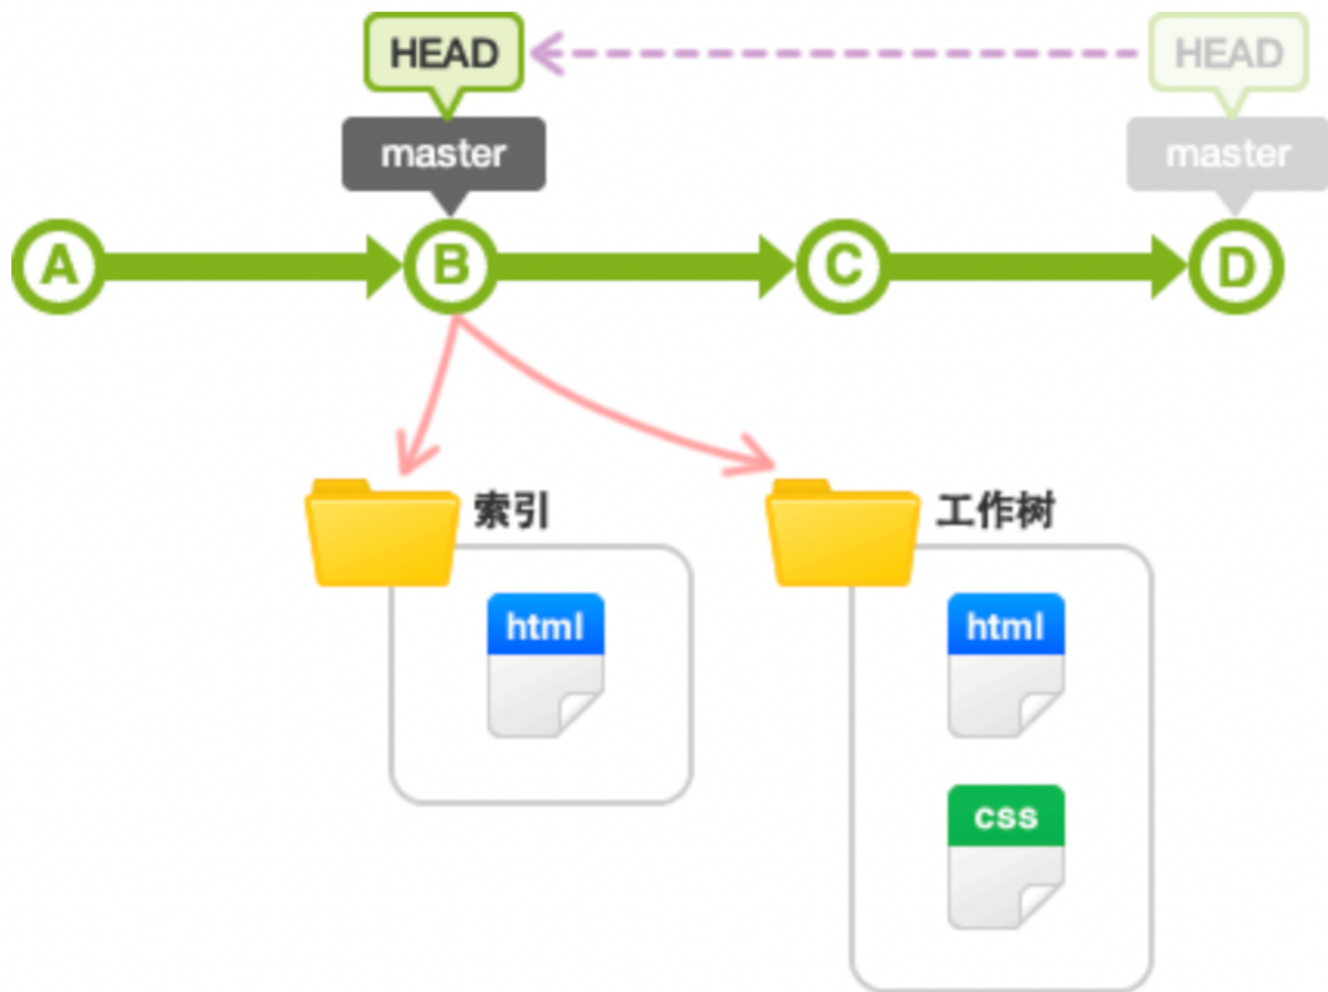 HEAD
HEAD
master
master
A
B
C
D
索引
工作树
html
html
css